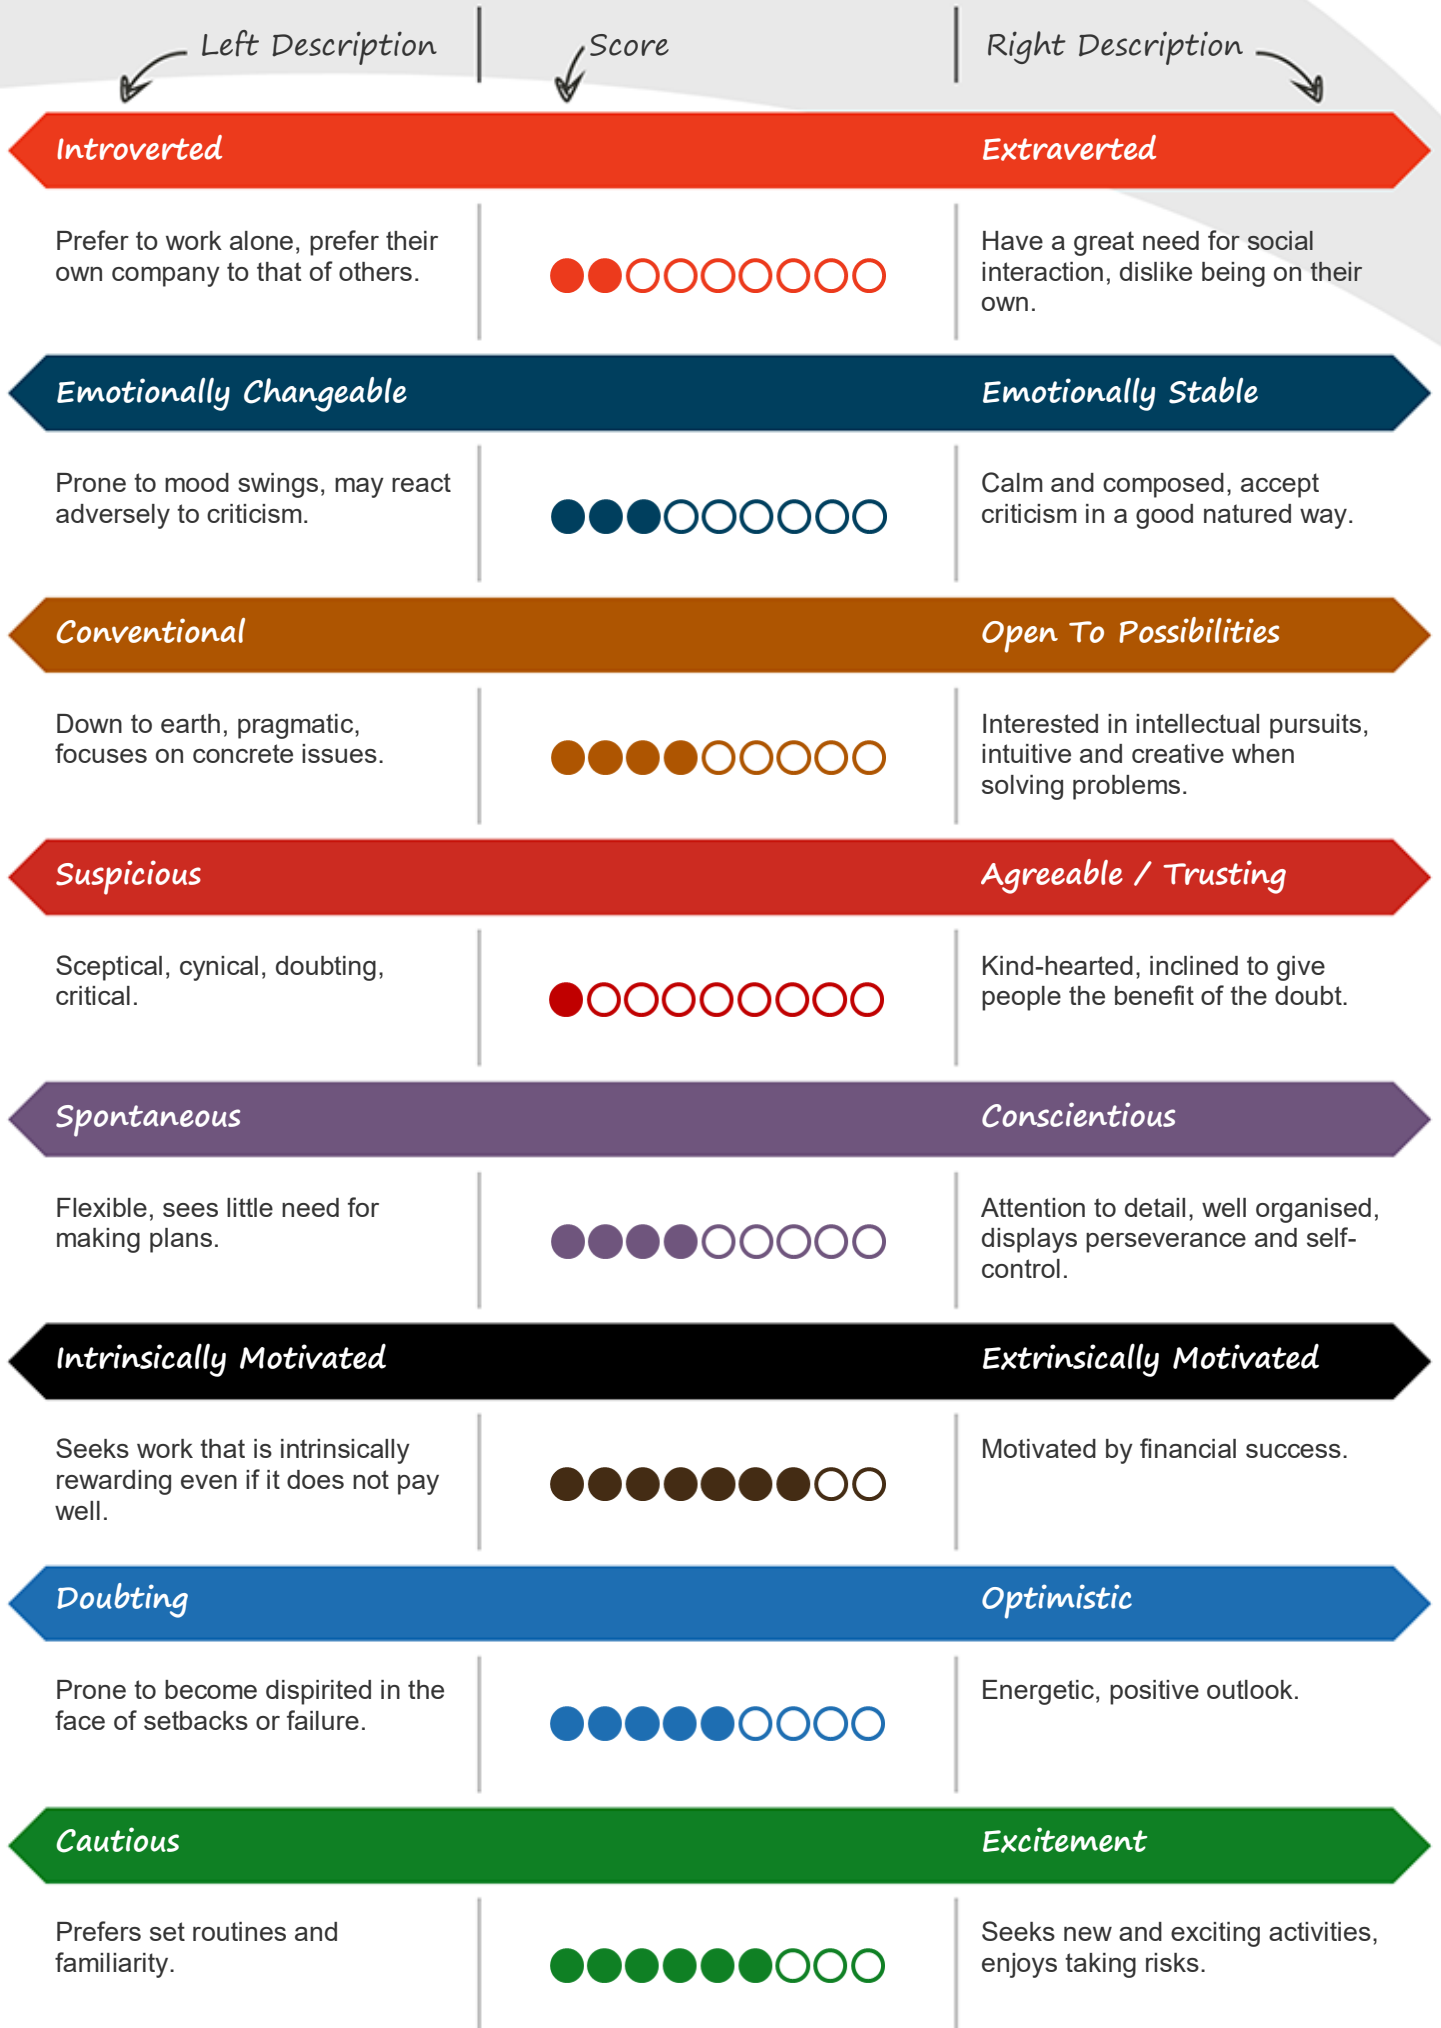 Left Description
Score
Right Description
Introverted
Extraverted
Prefer to work alone, prefer their
own company to that of others.
Have a great need for social
interaction, dislike being on their
own.
Emotionally Changeable
Emotionally Stable
Prone to mood swings, may react
adversely to criticism.
Calm and composed, accept
criticism in a good natured way.
Conventional
Open To Possibilities
Down to earth, pragmatic,
focuses on concrete issues.
Interested in intellectual pursuits,
intuitive and creative when
solving problems.
Suspicious
Agreeable / Trusting
Sceptical, cynical, doubting,
critical.
Kind-hearted, inclined to give
people the benefit of the doubt.
Spontaneous
Conscientious
Flexible, sees little need for
making plans.
Attention to detail, well organised,
displays perseverance and self-
control.
Intrinsically Motivated
Extrinsically Motivated
Seeks work that is intrinsically
rewarding even if it does not pay
well.
Motivated by financial success.
Doubting
Optimistic
Prone to become dispirited in the
face of setbacks or failure.
Energetic, positive outlook.
Cautious
Excitement
Prefers set routines and
familiarity.
Seeks new and exciting activities,
enjoys taking risks.